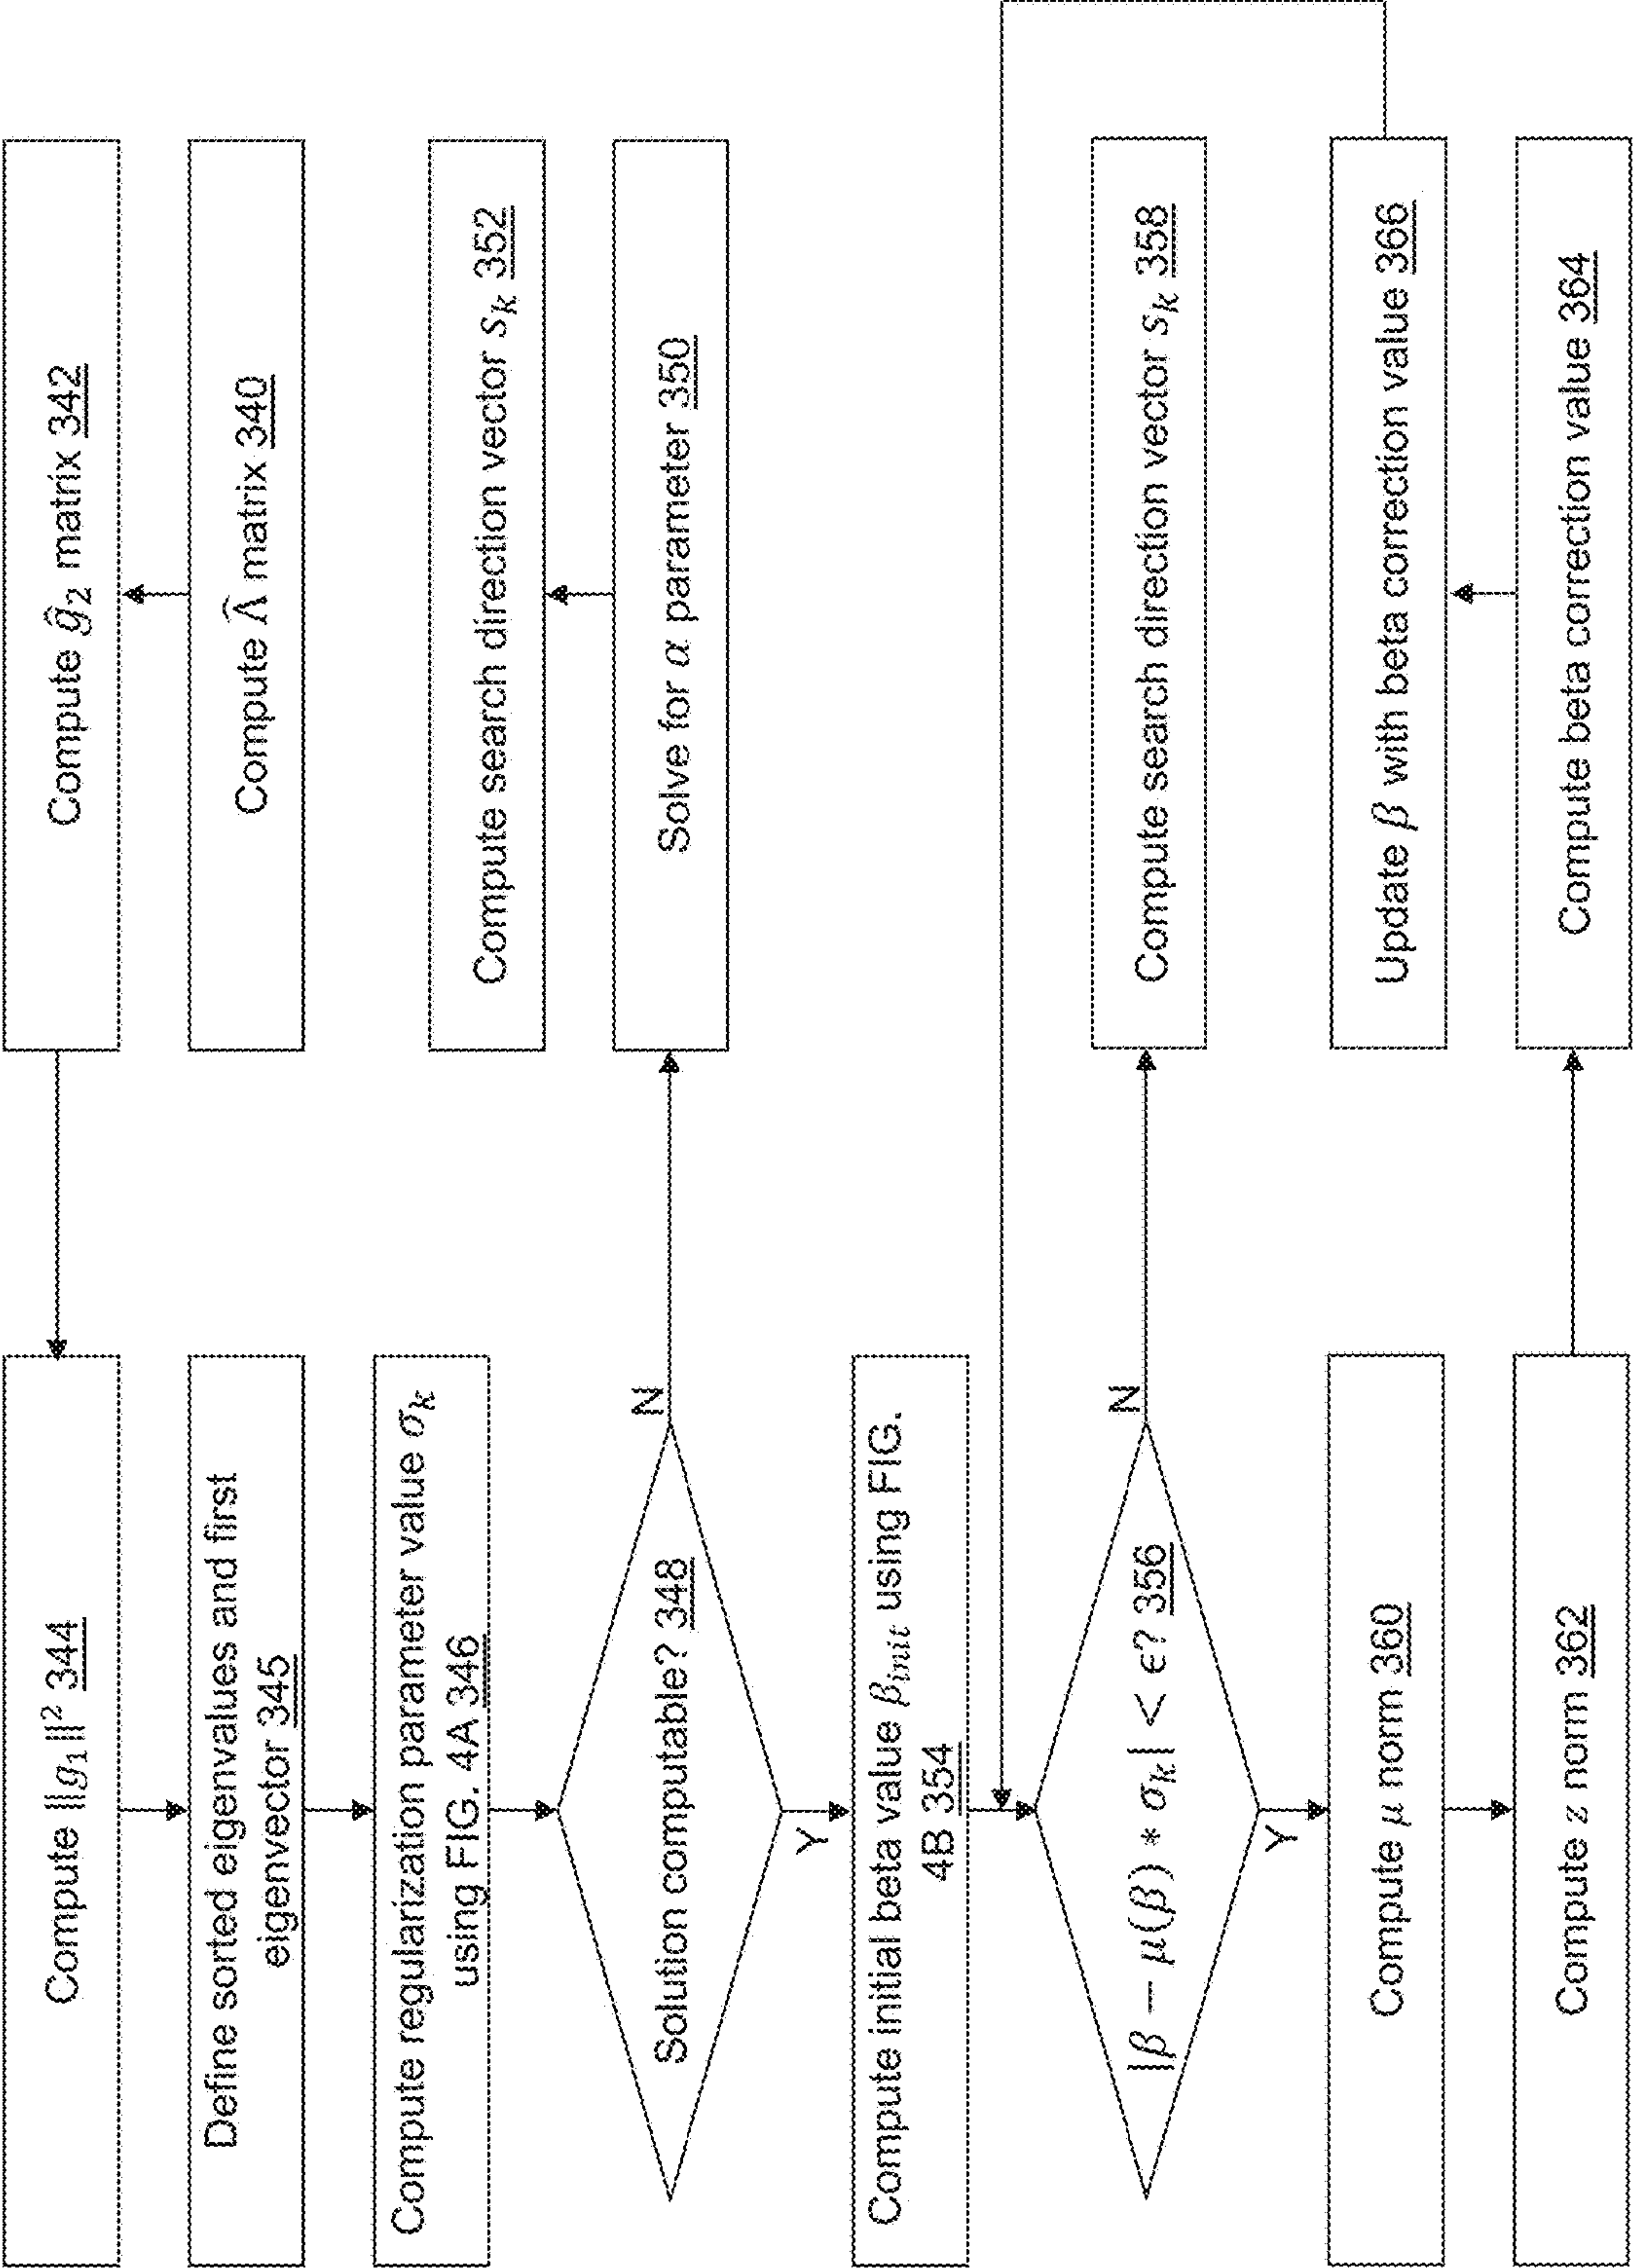 Compute ĝ₂ matrix 342
Compute Λ̂ matrix 340
Compute ‖g₁‖² 344
Define sorted eigenvalues and first
eigenvector 345
Compute regularization parameter value σₖ
using FIG. 4A 346
Solution computable? 348
N
Y
Compute search direction vector sₖ 352
Solve for α parameter 350
Compute initial beta value βᵢₙᵢₜ using FIG.
4B 354
|β − μ(β) * σₖ| < ϵ? 356
N
Y
Compute search direction vector sₖ 358
Compute μ norm 360
Compute z norm 362
Update β with beta correction value 366
Compute beta correction value 364